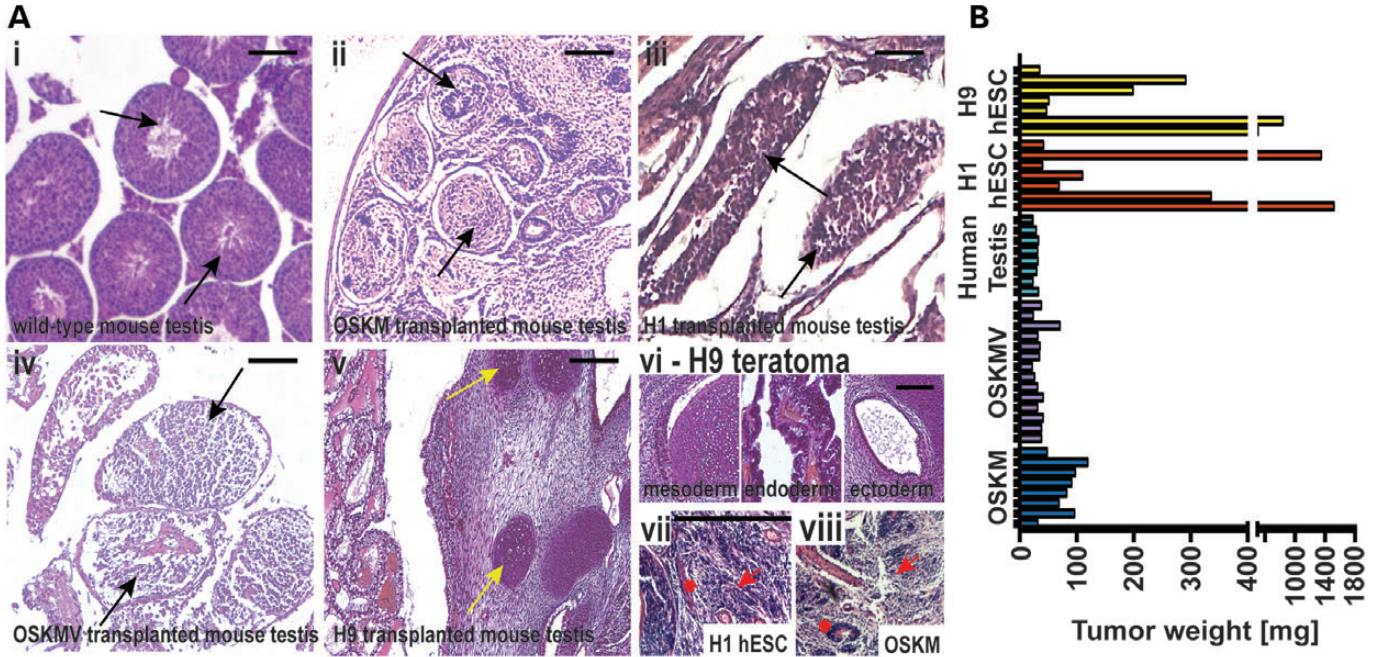 A
B
i
ii
iii
wild-type mouse testis
OSKM transplanted mouse testis
H1 transplanted mouse testis
iv
v
vi - H9 teratoma
mesoderm
endoderm
ectoderm
vii
viii
OSKMV transplanted mouse testis
H9 transplanted mouse testis
H1 hESC
OSKM
H9
hESC
H1
hESC
Human
Testis
OSKMV
OSKM
0
100
200
300
400
1000
1400
1800
Tumor weight [mg]